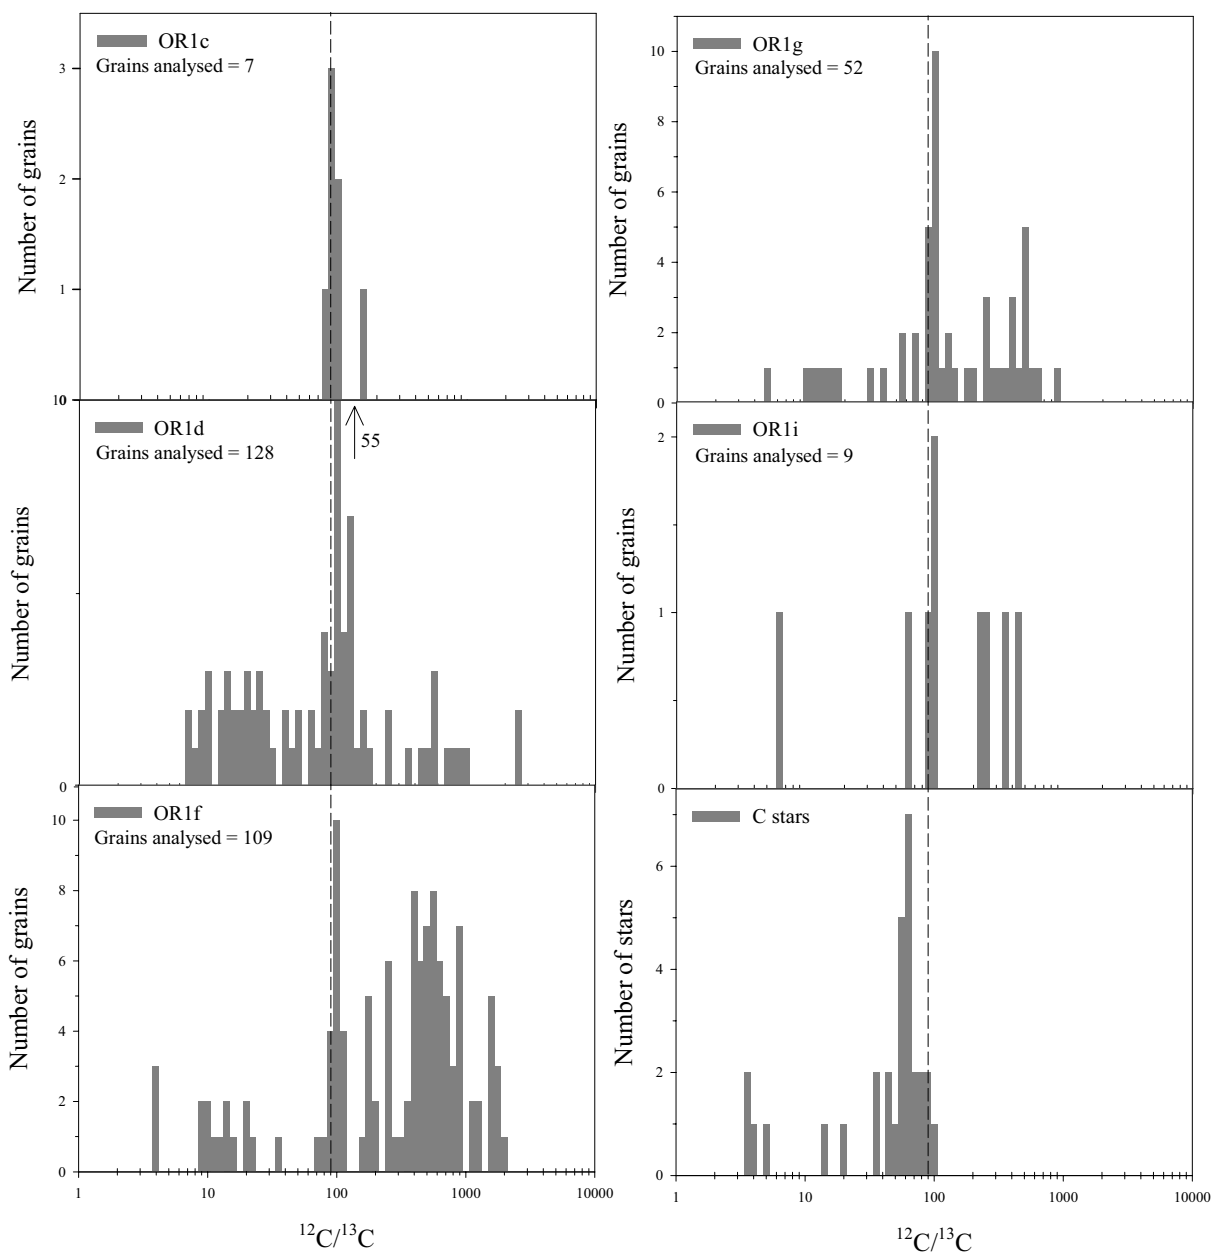 OR1c
Grains analysed = 7
3
2
1
Number of grains
OR1g
Grains analysed = 52
10
8
6
4
2
0
Number of grains
10
OR1d
Grains analysed = 128
55
0
Number of grains
OR1i
Grains analysed = 9
2
1
0
Number of grains
OR1f
Grains analysed = 109
10
8
6
4
2
0
Number of grains
1 10 100 1000 10000
¹²C/¹³C
C stars
6
4
2
0
Number of stars
1 10 100 1000 10000
¹²C/¹³C